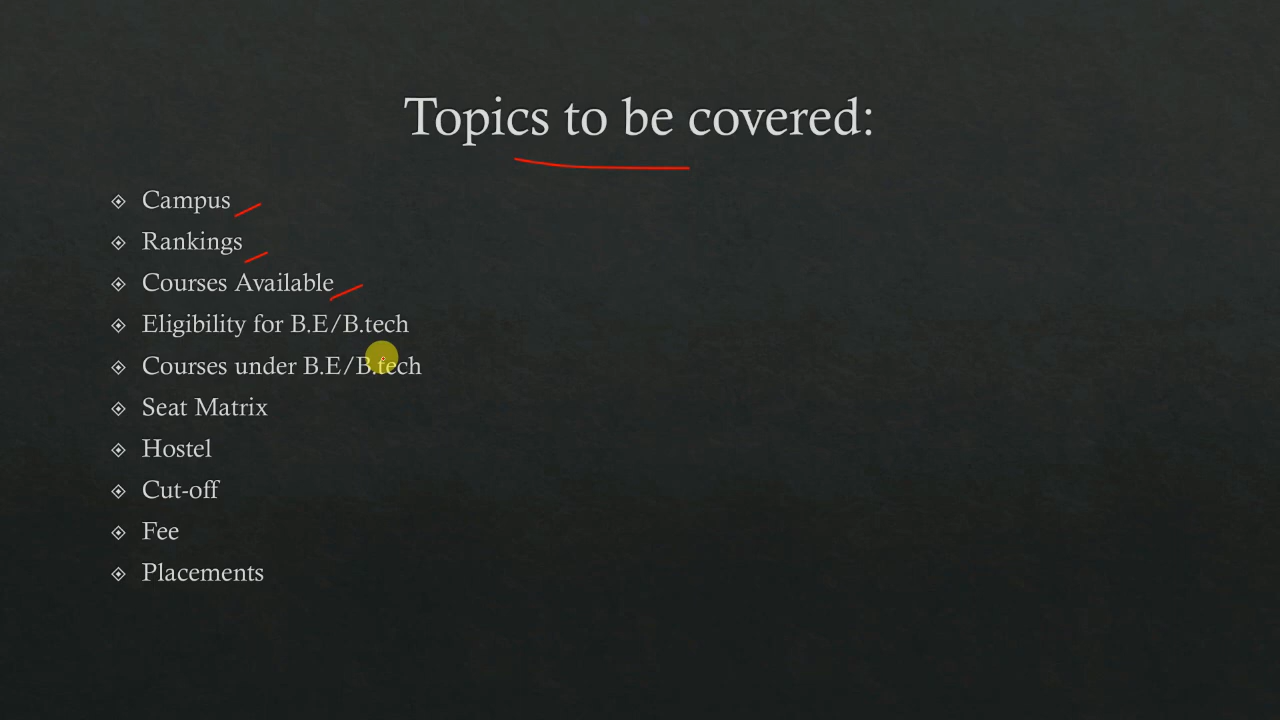 Topics to be covered:
Campus
Rankings
Courses Available
Eligibility for B.E/B.tech
Courses under B.E/B.tech
Seat Matrix
Hostel
Cut-off
Fee
Placements